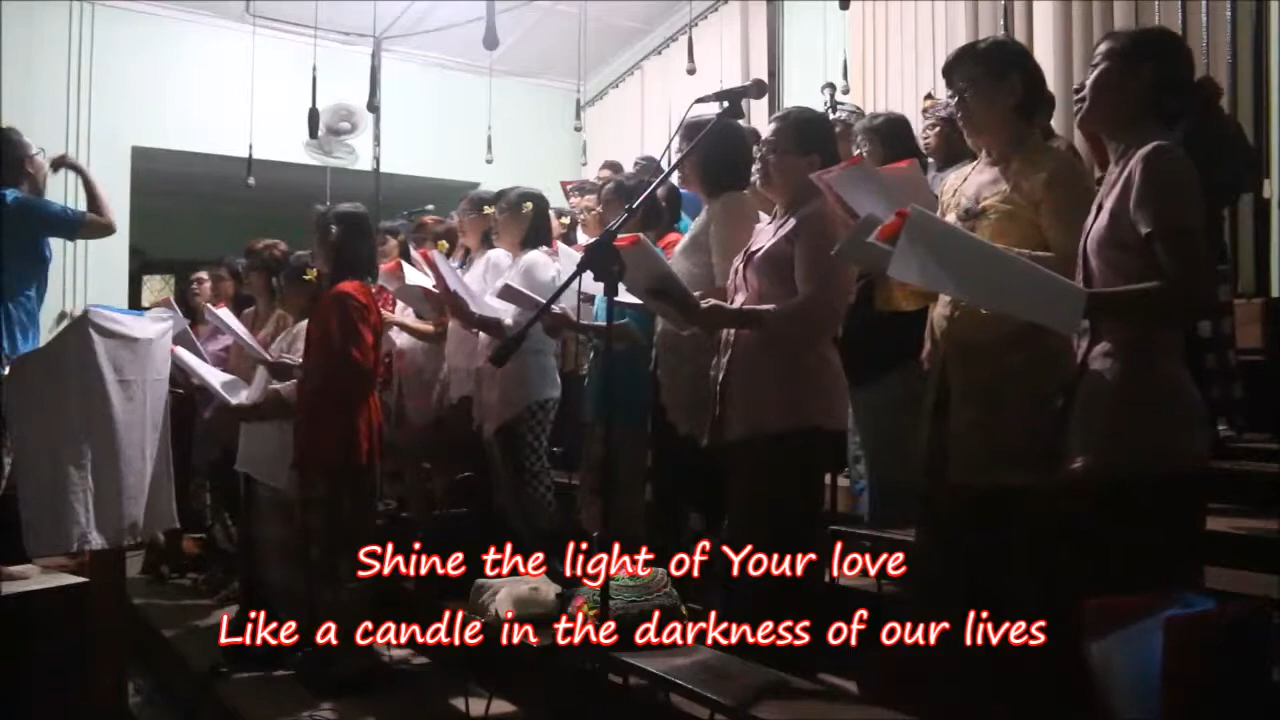 Shine the light of Your love
Like a candle in the darkness of our lives